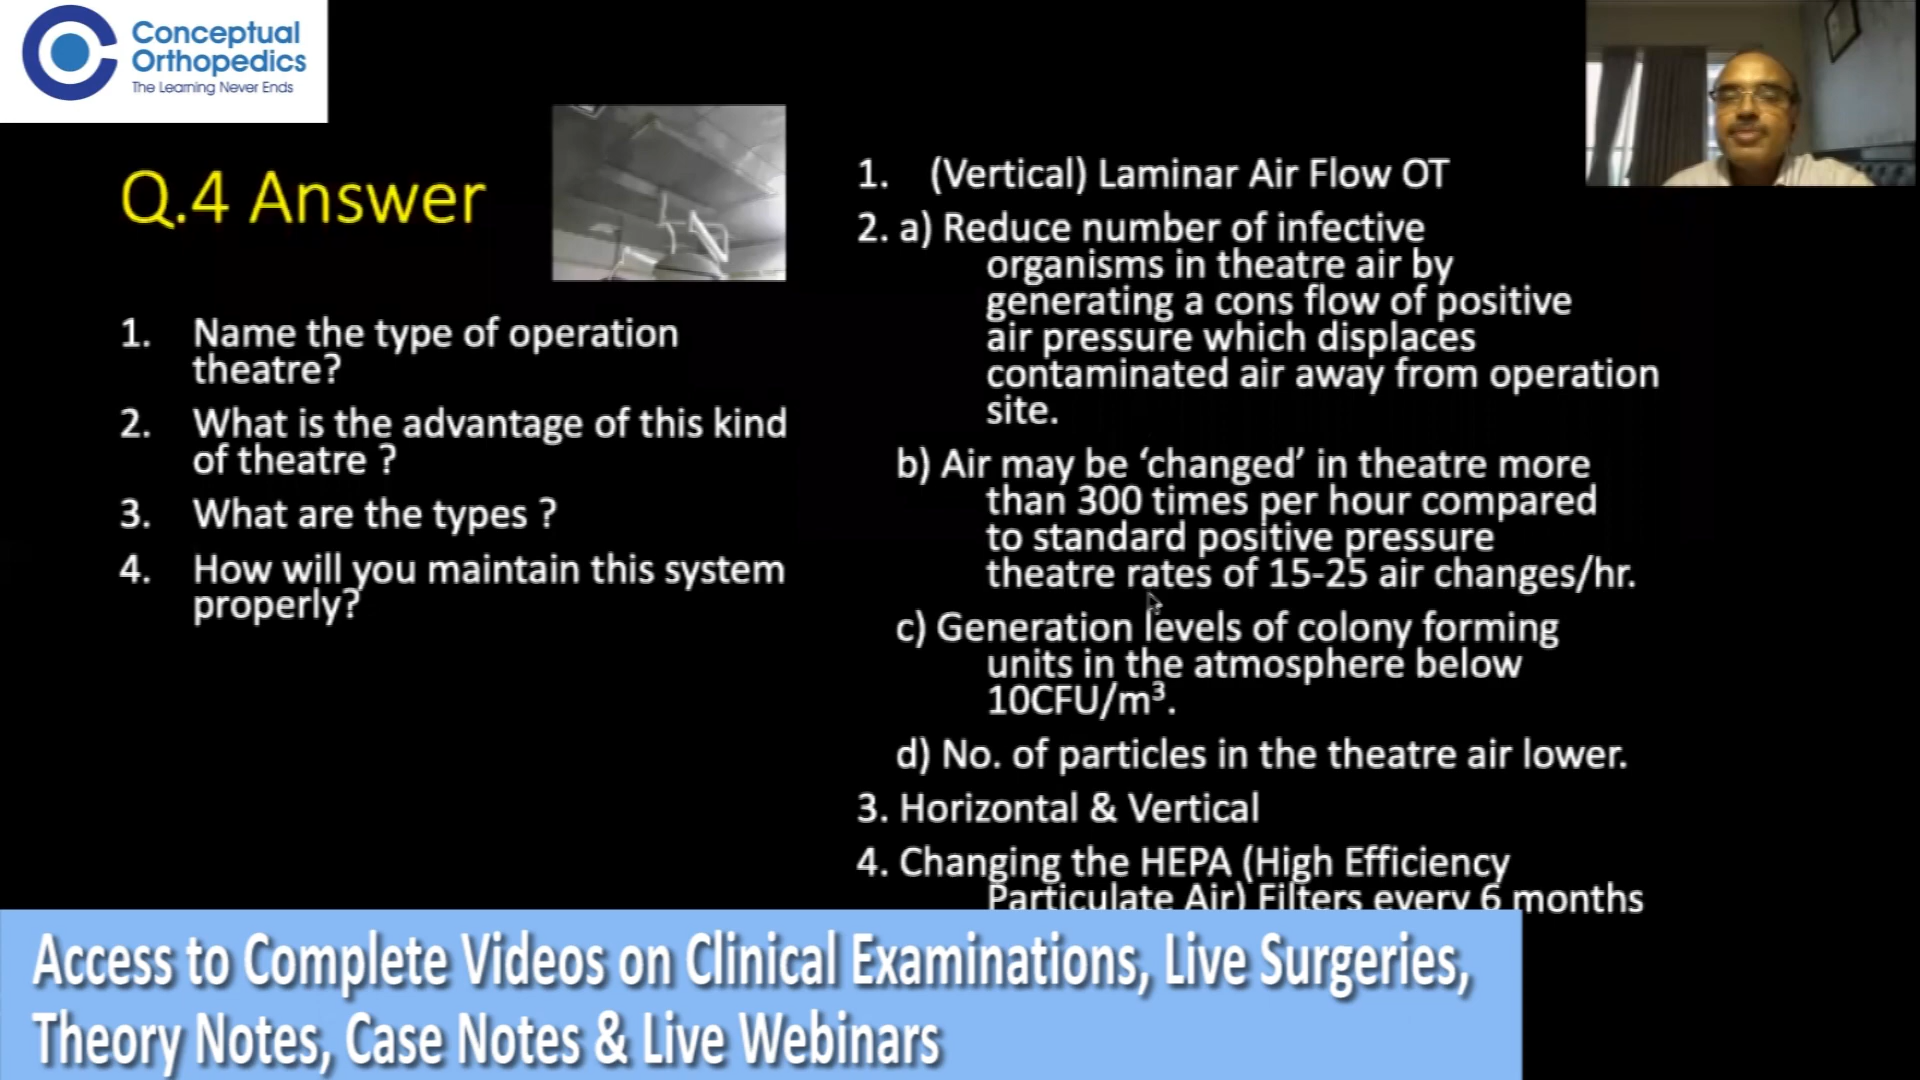 Conceptual
Orthopedics
The Learning Never Ends
Q.4 Answer
1. Name the type of operation
theatre?
2. What is the advantage of this kind
of theatre ?
3. What are the types ?
4. How will you maintain this system
properly?
1. (Vertical) Laminar Air Flow OT
2. a) Reduce number of infective
organisms in theatre air by
generating a cons flow of positive
air pressure which displaces
contaminated air away from operation
site.
b) Air may be ‘changed’ in theatre more
than 300 times per hour compared
to standard positive pressure
theatre rates of 15-25 air changes/hr.
c) Generation levels of colony forming
units in the atmosphere below
10CFU/m³.
d) No. of particles in the theatre air lower.
3. Horizontal & Vertical
4. Changing the HEPA (High Efficiency
Particulate Air) Filters every 6 months
Access to Complete Videos on Clinical Examinations, Live Surgeries,
Theory Notes, Case Notes & Live Webinars